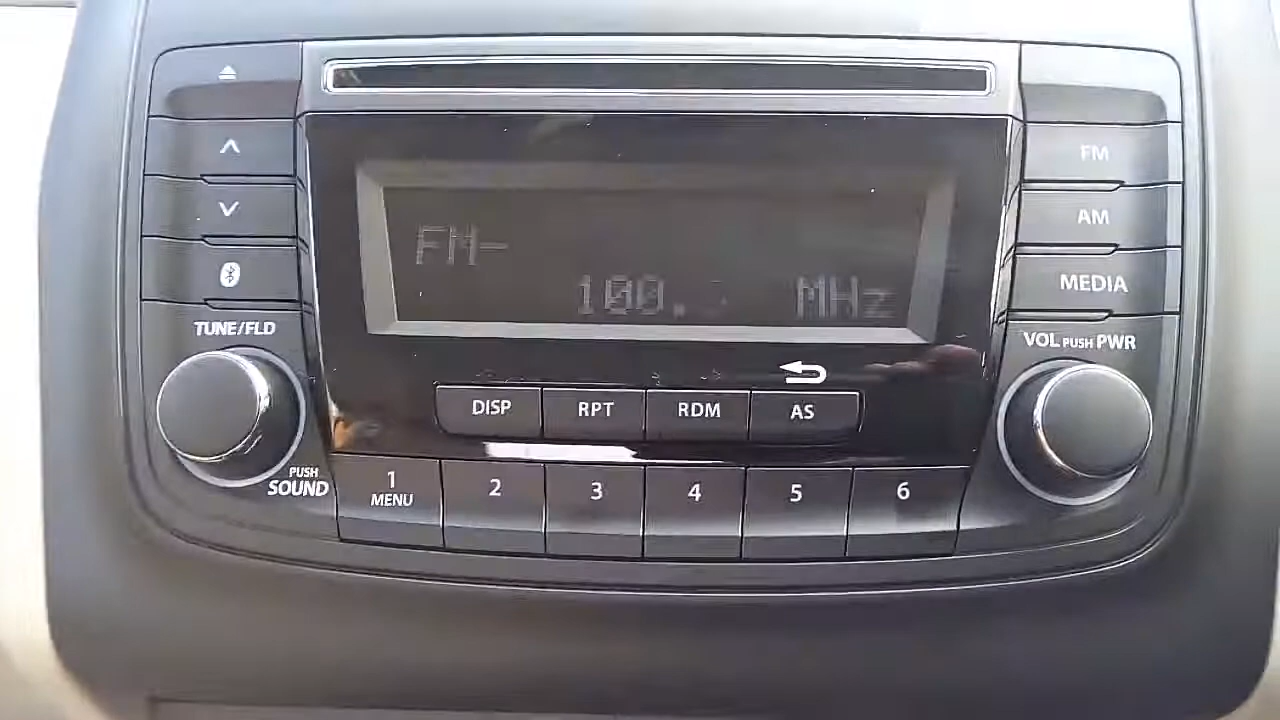 FM-
100. MHz
FM
AM
MEDIA
TUNE/FLD
VOL PUSH PWR
DISP
RPT
RDM
AS
PUSH
SOUND
1
MENU
2
3
4
5
6